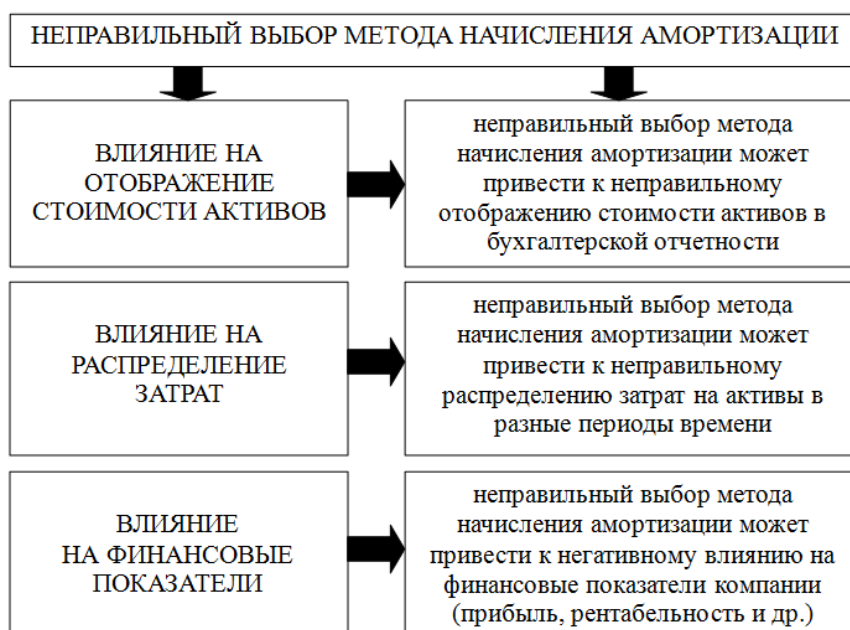 НЕПРАВИЛЬНЫЙ ВЫБОР МЕТОДА НАЧИСЛЕНИЯ АМОРТИЗАЦИИ
ВЛИЯНИЕ НА
ОТОБРАЖЕНИЕ
СТОИМОСТИ АКТИВОВ
неправильный выбор метода
начисления амортизации может
привести к неправильному
отображению стоимости активов в
бухгалтерской отчетности
ВЛИЯНИЕ НА
РАСПРЕДЕЛЕНИЕ
ЗАТРАТ
неправильный выбор метода
начисления амортизации может
привести к неправильному
распределению затрат на активы в
разные периоды времени
ВЛИЯНИЕ
НА ФИНАНСОВЫЕ
ПОКАЗАТЕЛИ
неправильный выбор метода
начисления амортизации может
привести к негативному влиянию на
финансовые показатели компании
(прибыль, рентабельность и др.)